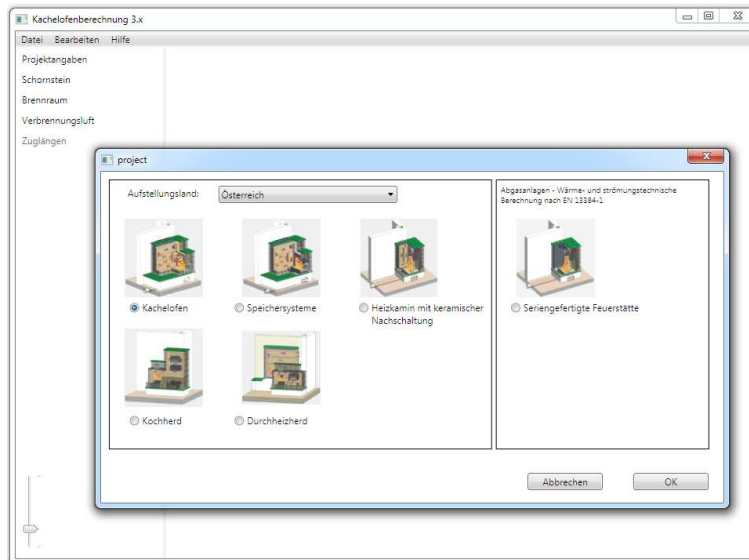 Kachelofenberechnung 3.x
Datei Bearbeiten Hilfe
Projektangaben
Schornstein
Brennraum
Verbrennungsluft
Zuglängen
project
Aufstellungsland: Österreich
Kachelofen
Speichersysteme
Heizkamin mit keramischer
Nachschaltung
Kochherd
Durchheizherd
Abgasanlagen - Wärme- und strömungstechnische
Berechnung nach EN 13384-1
Seriengefertigte Feuerstätte
Abbrechen
OK